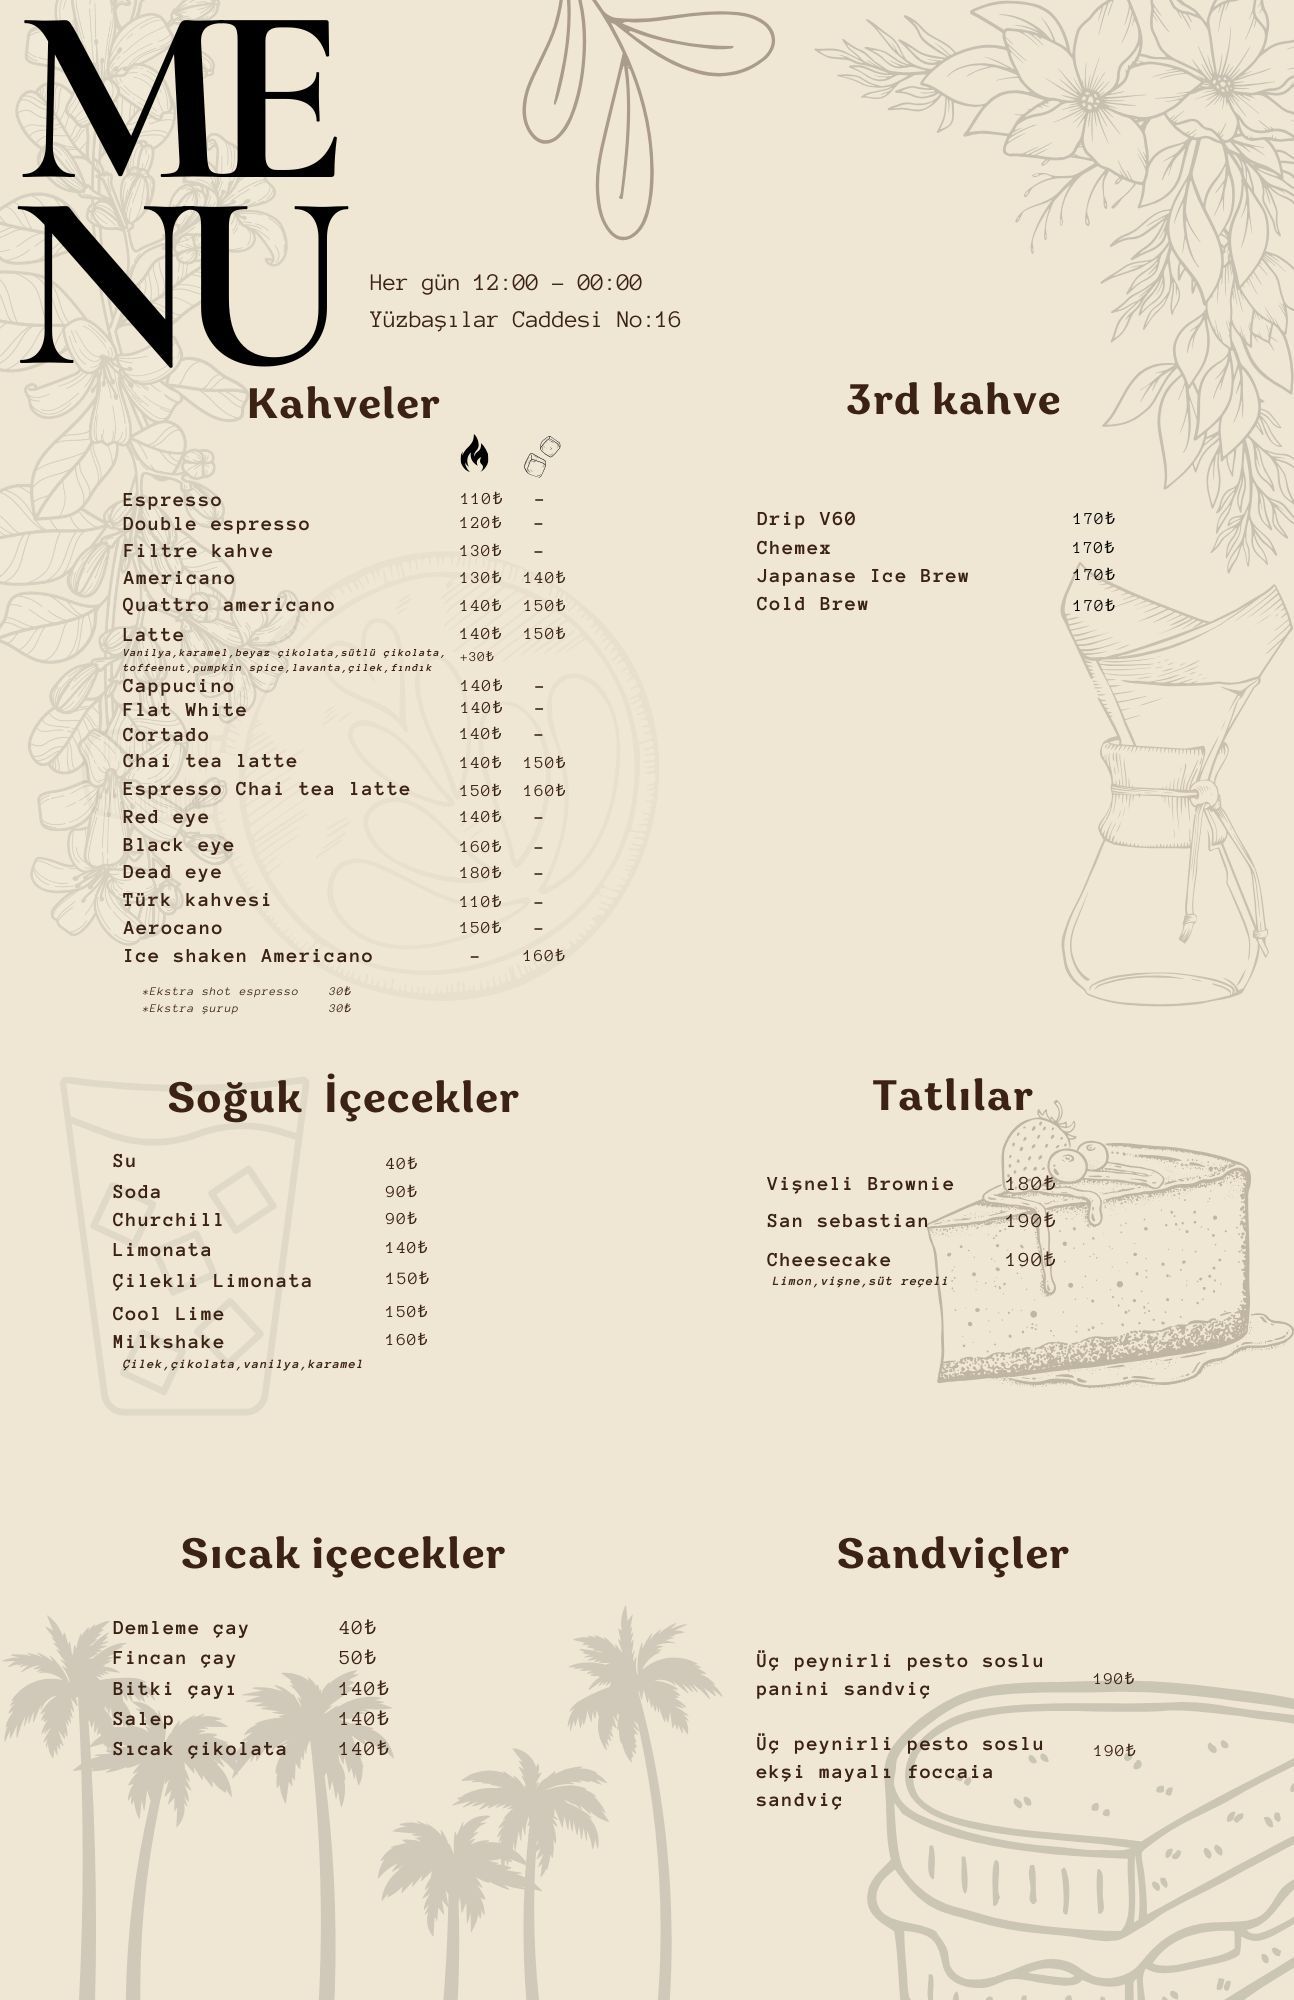 ME
NU
Her gün 12:00 - 00:00
Yüzbaşılar Caddesi No:16
Kahveler
Espresso 110₺ -
Double espresso 120₺ -
Filtre kahve 130₺ -
Americano 130₺ 140₺
Quattro americano 140₺ 150₺
Latte 140₺ 150₺
Vanilya,karamel,beyaz çikolata,sütlü çikolata, +30₺
toffeenut,pumpkin spice,lavanta,çilek,fındık
Cappucino 140₺ -
Flat White 140₺ -
Cortado 140₺ -
Chai tea latte 140₺ 150₺
Espresso Chai tea latte 150₺ 160₺
Red eye 140₺ -
Black eye 160₺ -
Dead eye 180₺ -
Türk kahvesi 110₺ -
Aerocano 150₺ -
Ice shaken Americano - 160₺
*Ekstra shot espresso 30₺
*Ekstra şurup 30₺
3rd kahve
Drip V60 170₺
Chemex 170₺
Japanase Ice Brew 170₺
Cold Brew 170₺
Soğuk İçecekler
Su 40₺
Soda 90₺
Churchill 90₺
Limonata 140₺
Çilekli Limonata 150₺
Cool Lime 150₺
Milkshake 160₺
Çilek,çikolata,vanilya,karamel
Tatlılar
Vişneli Brownie 180₺
San sebastian 190₺
Cheesecake 190₺
Limon,vişne,süt reçeli
Sıcak içecekler
Demleme çay 40₺
Fincan çay 50₺
Bitki çayı 140₺
Salep 140₺
Sıcak çikolata 140₺
Sandviçler
Üç peynirli pesto soslu
panini sandviç 190₺
Üç peynirli pesto soslu 190₺
ekşi mayalı foccaia
sandviç